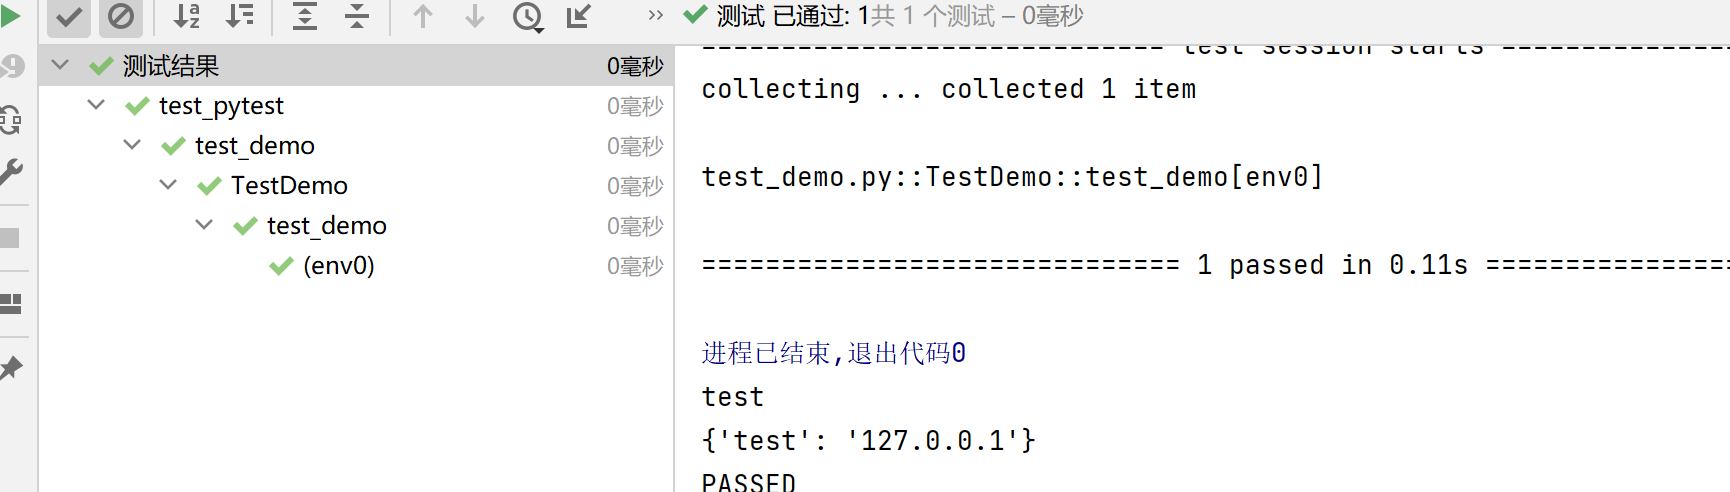 测试 已通过: 1共 1 个测试 – 0毫秒
测试结果 0毫秒
test_pytest 0毫秒
test_demo 0毫秒
TestDemo 0毫秒
test_demo 0毫秒
(env0) 0毫秒
============================= test session starts =============
collecting ... collected 1 item
test_demo.py::TestDemo::test_demo[env0]
============================== 1 passed in 0.11s ================
进程已结束,退出代码0
test
{'test': '127.0.0.1'}
PASSED